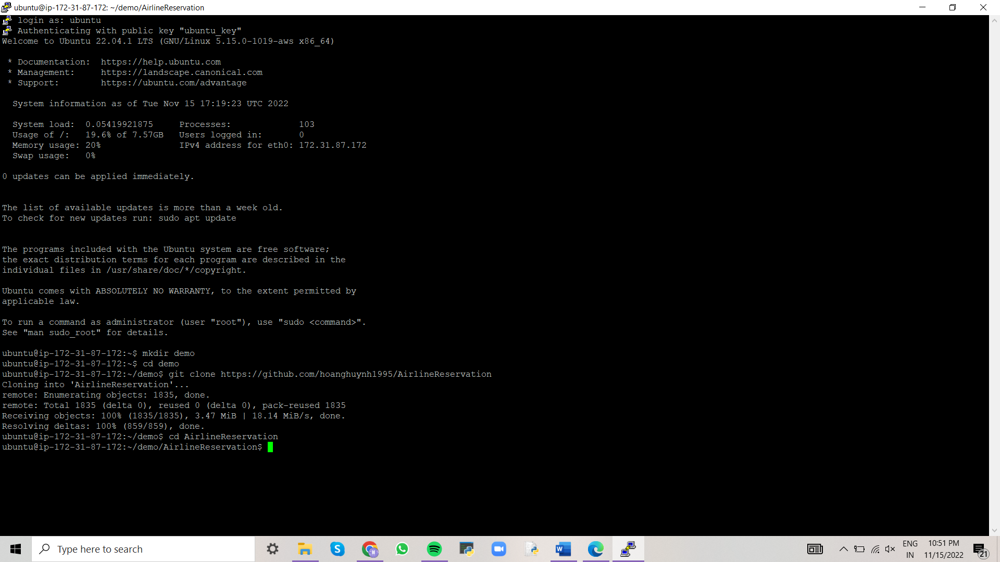 ubuntu@ip-172-31-87-172: ~/demo/AirlineReservation
login as: ubuntu
Authenticating with public key "ubuntu_key"
Welcome to Ubuntu 22.04.1 LTS (GNU/Linux 5.15.0-1019-aws x86_64)
* Documentation:  https://help.ubuntu.com
* Management:     https://landscape.canonical.com
* Support:        https://ubuntu.com/advantage
System information as of Tue Nov 15 17:19:23 UTC 2022
System load:  0.05419921875     Processes:             103
Usage of /:   19.6% of 7.57GB   Users logged in:       0
Memory usage: 20%               IPv4 address for eth0: 172.31.87.172
Swap usage:   0%
0 updates can be applied immediately.
The list of available updates is more than a week old.
To check for new updates run: sudo apt update
The programs included with the Ubuntu system are free software;
the exact distribution terms for each program are described in the
individual files in /usr/share/doc/*/copyright.
Ubuntu comes with ABSOLUTELY NO WARRANTY, to the extent permitted by
applicable law.
To run a command as administrator (user "root"), use "sudo <command>".
See "man sudo_root" for details.
ubuntu@ip-172-31-87-172:~$ mkdir demo
ubuntu@ip-172-31-87-172:~$ cd demo
ubuntu@ip-172-31-87-172:~/demo$ git clone https://github.com/hoanghuynh1995/AirlineReservation
Cloning into 'AirlineReservation'...
remote: Enumerating objects: 1835, done.
remote: Total 1835 (delta 0), reused 0 (delta 0), pack-reused 1835
Receiving objects: 100% (1835/1835), 3.47 MiB | 18.14 MiB/s, done.
Resolving deltas: 100% (859/859), done.
ubuntu@ip-172-31-87-172:~/demo$ cd AirlineReservation
ubuntu@ip-172-31-87-172:~/demo/AirlineReservation$
Type here to search
ENG
IN
10:51 PM
11/15/2022
21